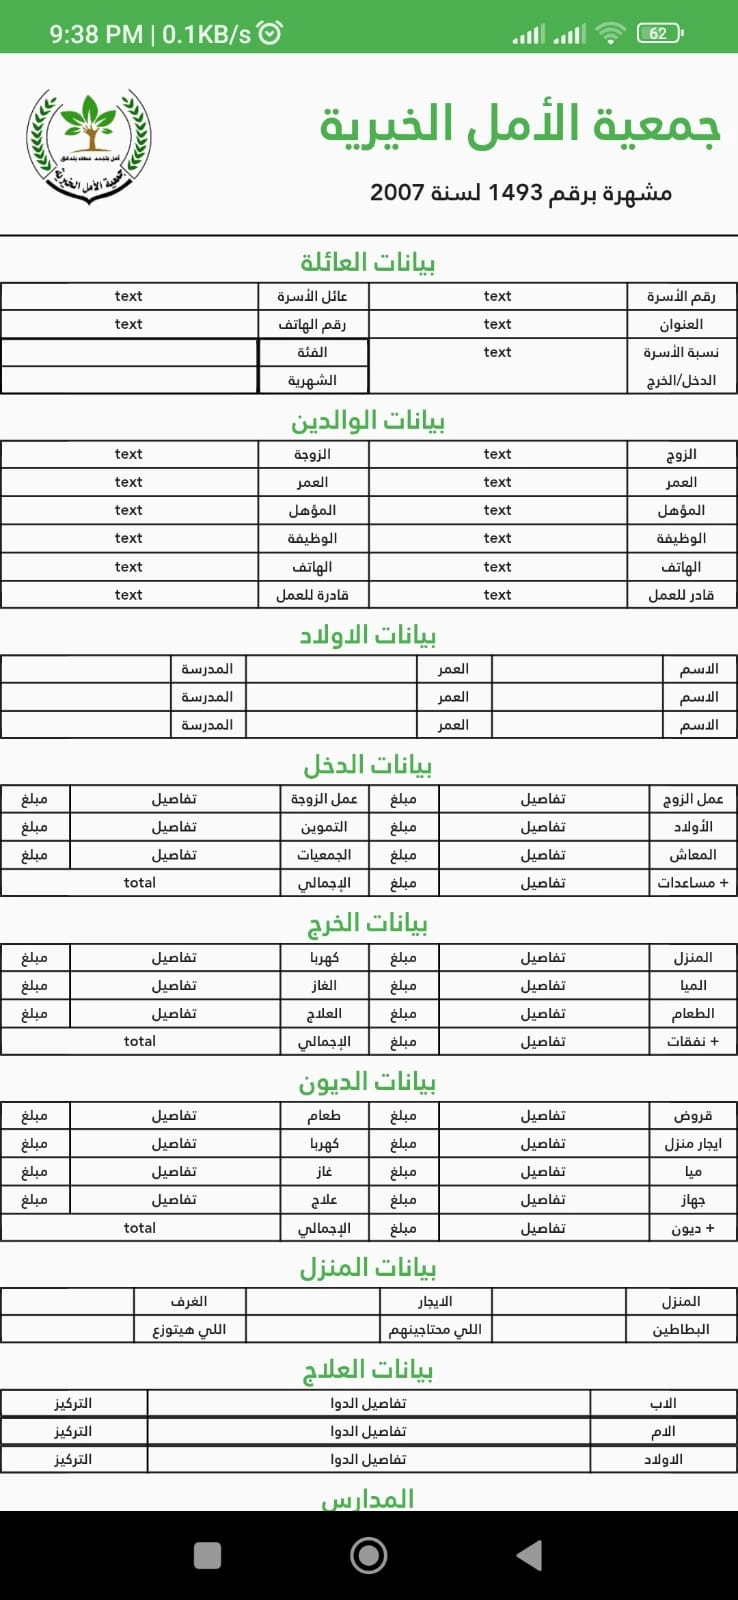 9:38 PM | 0.1KB/s
62
جمعية الأمل الخيرية
مشهرة برقم 1493 لسنة 2007
أمل يتجدد عطاء يتدفق
جمعية الأمل الخيرية
بيانات العائلة
رقم الأسرة text عائل الأسرة text
العنوان text رقم الهاتف text
نسبة الأسرة text الفئة
الدخل/الخرج الشهرية
بيانات الوالدين
الزوج text الزوجة text
العمر text العمر text
المؤهل text المؤهل text
الوظيفة text الوظيفة text
الهاتف text الهاتف text
قادر للعمل text قادرة للعمل text
بيانات الاولاد
الاسم العمر المدرسة
الاسم العمر المدرسة
الاسم العمر المدرسة
بيانات الدخل
عمل الزوج تفاصيل مبلغ عمل الزوجة تفاصيل مبلغ
الأولاد تفاصيل مبلغ التموين تفاصيل مبلغ
المعاش تفاصيل مبلغ الجمعيات تفاصيل مبلغ
+ مساعدات تفاصيل مبلغ الإجمالي total
بيانات الخرج
المنزل تفاصيل مبلغ كهربا تفاصيل مبلغ
الميا تفاصيل مبلغ الغاز تفاصيل مبلغ
الطعام تفاصيل مبلغ العلاج تفاصيل مبلغ
+ نفقات تفاصيل مبلغ الإجمالي total
بيانات الديون
قروض تفاصيل مبلغ طعام تفاصيل مبلغ
ايجار منزل تفاصيل مبلغ كهربا تفاصيل مبلغ
ميا تفاصيل مبلغ غاز تفاصيل مبلغ
جهاز تفاصيل مبلغ علاج تفاصيل مبلغ
+ ديون تفاصيل مبلغ الإجمالي total
بيانات المنزل
المنزل الايجار الغرف
البطاطين اللي محتاجينهم اللي هيتوزع
بيانات العلاج
الاب تفاصيل الدوا التركيز
الام تفاصيل الدوا التركيز
الاولاد تفاصيل الدوا التركيز
المدارس